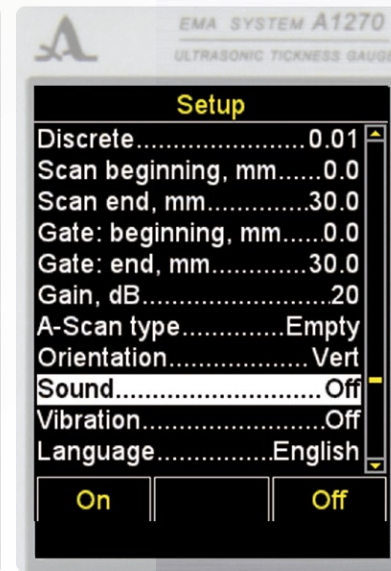 EMA SYSTEM A1270
ULTRASONIC TICKNESS GAUGE
Setup
Discrete........................0.01
Scan beginning, mm......0.0
Scan end, mm..............30.0
Gate: beginning, mm......0.0
Gate: end, mm..............30.0
Gain, dB..........................20
A-Scan type..............Empty
Orientation....................Vert
Sound.............................Off
Vibration..........................Off
Language................English
On Off